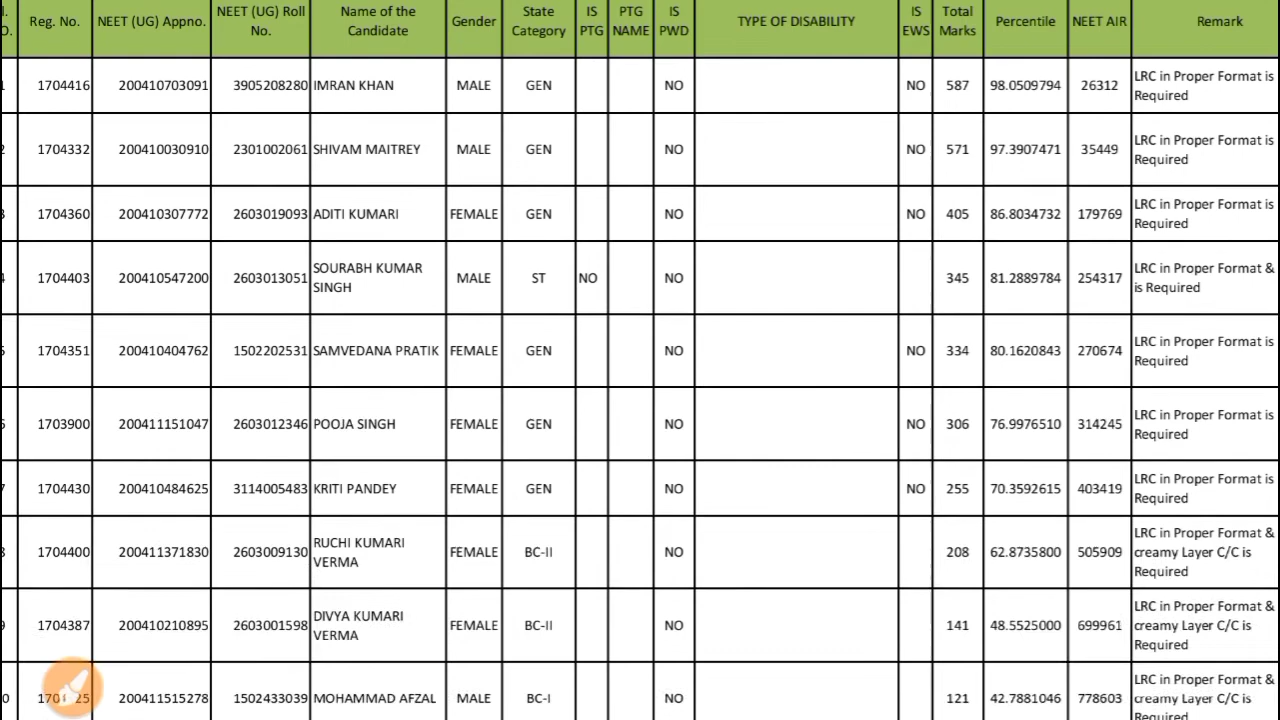 Reg. No. NEET (UG) Appno. NEET (UG) Roll No. Name of the Candidate Gender State Category IS PTG PTG NAME IS PWD TYPE OF DISABILITY IS EWS Total Marks Percentile NEET AIR Remark
1704416 200410703091 3905208280 IMRAN KHAN MALE GEN NO NO 587 98.0509794 26312 LRC in Proper Format is
Required
1704332 200410030910 2301002061 SHIVAM MAITREY MALE GEN NO NO 571 97.3907471 35449 LRC in Proper Format is
Required
1704360 200410307772 2603019093 ADITI KUMARI FEMALE GEN NO NO 405 86.8034732 179769 LRC in Proper Format is
Required
1704403 200410547200 2603013051 SOURABH KUMAR SINGH MALE ST NO NO 345 81.2889784 254317 LRC in Proper Format &
is Required
1704351 200410404762 1502202531 SAMVEDANA PRATIK FEMALE GEN NO NO 334 80.1620843 270674 LRC in Proper Format is
Required
1703900 200411151047 2603012346 POOJA SINGH FEMALE GEN NO NO 306 76.9976510 314245 LRC in Proper Format is
Required
1704430 200410484625 3114005483 KRITI PANDEY FEMALE GEN NO NO 255 70.3592615 403419 LRC in Proper Format is
Required
1704400 200411371830 2603009130 RUCHI KUMARI VERMA FEMALE BC-II NO 208 62.8735800 505909 LRC in Proper Format &
creamy Layer C/C is
Required
1704387 200410210895 2603001598 DIVYA KUMARI VERMA FEMALE BC-II NO 141 48.5525000 699961 LRC in Proper Format &
creamy Layer C/C is
Required
200411515278 1502433039 MOHAMMAD AFZAL MALE BC-I NO 121 42.7881046 778603 LRC in Proper Format &
creamy Layer C/C is
Required